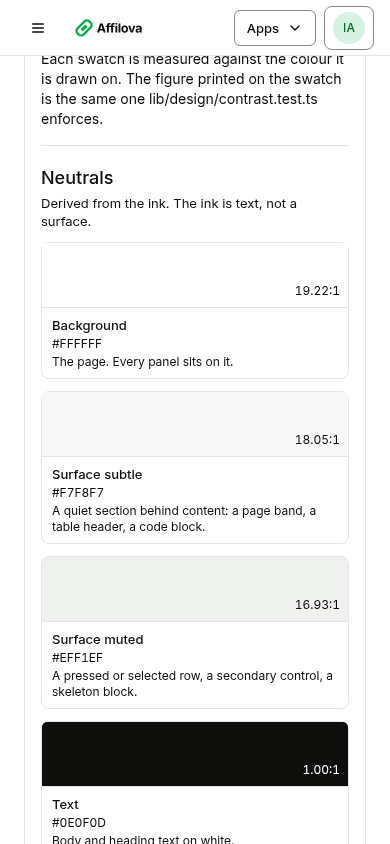 Affilova
Apps
IA
Each swatch is measured against the colour it
is drawn on. The figure printed on the swatch
is the same one lib/design/contrast.test.ts
enforces.
Neutrals
Derived from the ink. The ink is text, not a
surface.
19.22:1
Background
#FFFFFF
The page. Every panel sits on it.
18.05:1
Surface subtle
#F7F8F7
A quiet section behind content: a page band, a
table header, a code block.
16.93:1
Surface muted
#EFF1EF
A pressed or selected row, a secondary control, a
skeleton block.
1.00:1
Text
#0E0F0D
Body and heading text on white.